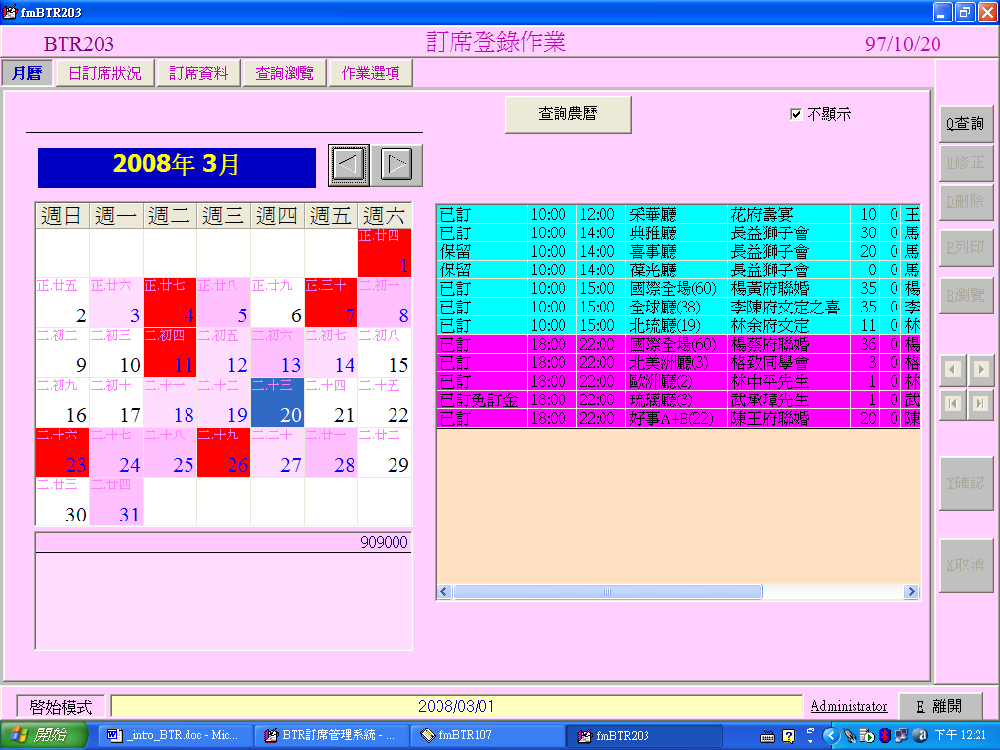 fmBTR203
BTR203 訂席登錄作業 97/10/20
月曆 日訂席狀況 訂席資料 查詢瀏覽 作業選項
查詢農曆 不顯示
2008年 3月
週日 週一 週二 週三 週四 週五 週六
正.廿四
1
正.廿五 正.廿六 正.廿七 正.廿八 正.廿九 正.三十 二.初一
2 3 4 5 6 7 8
二.初二 二.初三 二.初四 二.初五 二.初六 二.初七 二.初八
9 10 11 12 13 14 15
二.初九 二.初十 二.十一 二.十二 二.十三 二.十四 二.十五
16 17 18 19 20 21 22
二.十六 二.十七 二.十八 二.十九 二.二十 二.廿一 二.廿二
23 24 25 26 27 28 29
二.廿三 二.廿四
30 31
909000
已訂 10:00 12:00 采華廳 花府壽宴 10 0 王
已訂 10:00 14:00 典雅廳 長益獅子會 30 0 馬
保留 10:00 14:00 喜事廳 長益獅子會 20 0 馬
保留 10:00 14:00 葆光廳 長益獅子會 0 0 馬
已訂 10:00 15:00 國際全場(60) 楊黃府聯婚 35 0 楊
已訂 10:00 15:00 全球廳(38) 李陳府文定之喜 35 0 李
已訂 10:00 15:00 北琉廳(19) 林余府文定 11 0 林
已訂 18:00 22:00 國際全場(60) 楊蔡府聯婚 36 0 楊
已訂 18:00 22:00 北美洲廳(3) 格致同學會 3 0 格
已訂 18:00 22:00 歐洲廳(2) 林中平先生 1 0 林
已訂免訂金 18:00 22:00 琉璃廳(3) 武承璋先生 1 0 武
已訂 18:00 22:00 好事A+B(22) 陳王府聯婚 20 0 陳
Q查詢
U修正
D刪除
P列印
B瀏覽
Y確認
X取消
啓始模式 2008/03/01 Administrator E 離開
開始 _intro_BTR.doc - Mic... BTR訂席管理系統 - ... fmBTR107 fmBTR203 下午 12:21